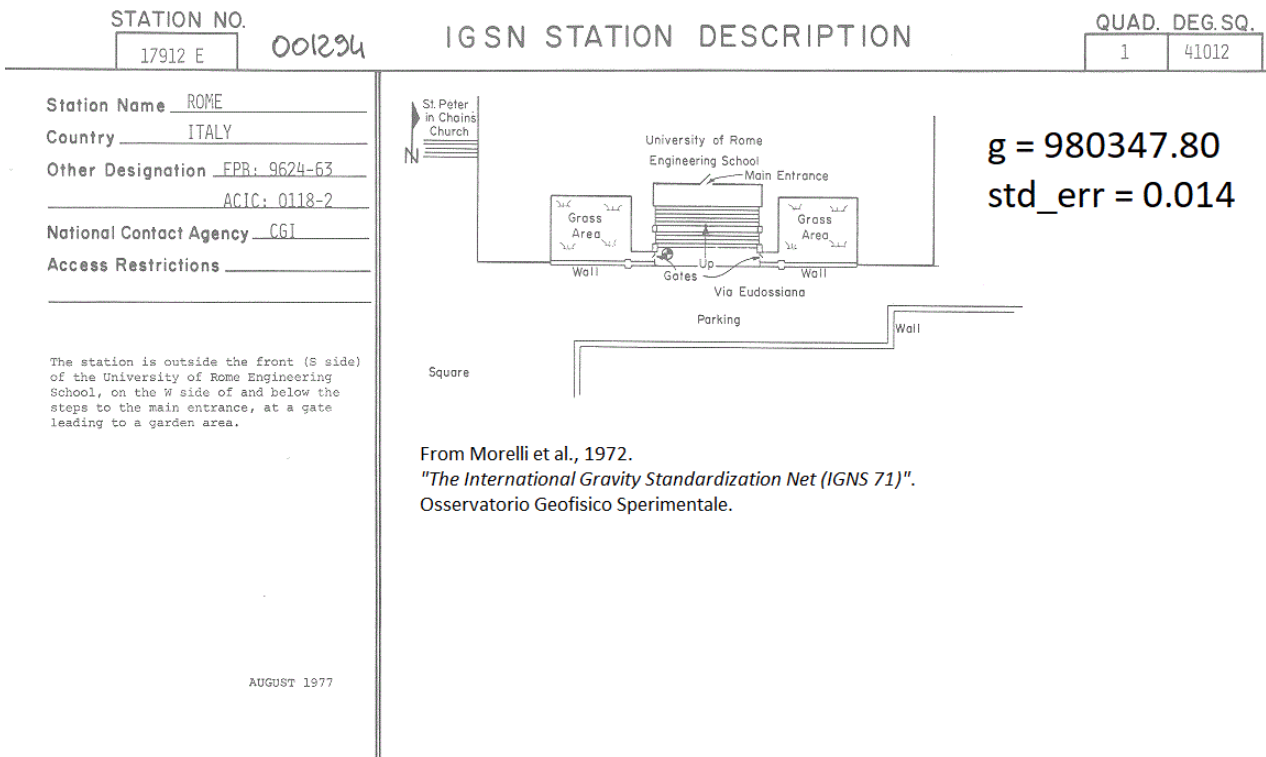 STATION NO.
17912 E
001294
IGSN STATION DESCRIPTION
QUAD. DEG.SQ.
1 41012
Station Name ROME
Country ITALY
Other Designation EPB: 9624-63
ACIC: 0118-2
National Contact Agency CGI
Access Restrictions
The station is outside the front (S side)
of the University of Rome Engineering
School, on the W side of and below the
steps to the main entrance, at a gate
leading to a garden area.
AUGUST 1977
St. Peter
in Chains
Church
N
University of Rome
Engineering School
Main Entrance
Grass
Area
Grass
Area
Up
Wall
Gates
Wall
Via Eudossiana
Parking
Wall
Square
g = 980347.80
std_err = 0.014
From Morelli et al., 1972.
"The International Gravity Standardization Net (IGNS 71)".
Osservatorio Geofisico Sperimentale.